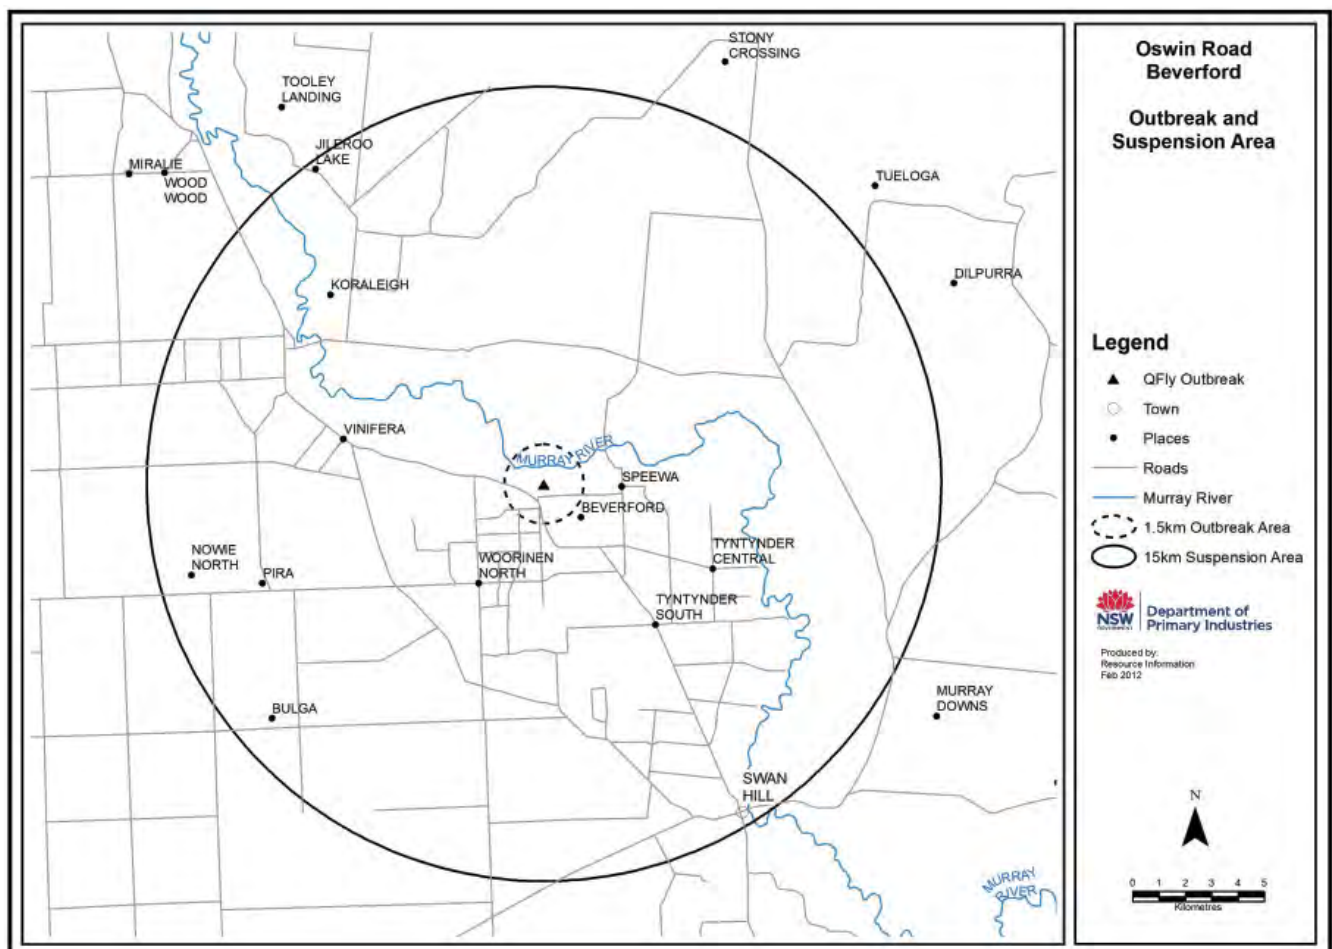 STONY
CROSSING
TOOLEY
LANDING
JILEROO
LAKE
MIRALIE
WOOD
WOOD
TUELOGA
DILPURRA
KORALEIGH
VINIFERA
MURRAY RIVER
SPEEWA
BEVERFORD
NOWIE
NORTH
PIRA
WOORINEN
NORTH
TYNTYNDER
CENTRAL
TYNTYNDER
SOUTH
BULGA
MURRAY
DOWNS
SWAN
HILL
MURRAY
RIVER
Oswin Road
Beverford
Outbreak and
Suspension Area
Legend
QFly Outbreak
Town
Places
Roads
Murray River
1.5km Outbreak Area
15km Suspension Area
NSW
GOVERNMENT
Department of
Primary Industries
Produced by:
Resource Information
Feb 2012
N
0 1 2 3 4 5
Kilometres